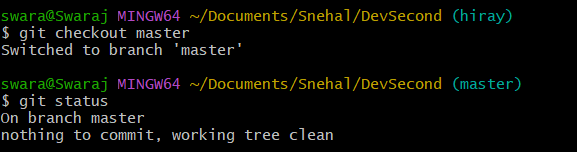 swara@Swaraj MINGW64 ~/Documents/Snehal/DevSecond (hiray)
$ git checkout master
Switched to branch 'master'
swara@Swaraj MINGW64 ~/Documents/Snehal/DevSecond (master)
$ git status
On branch master
nothing to commit, working tree clean